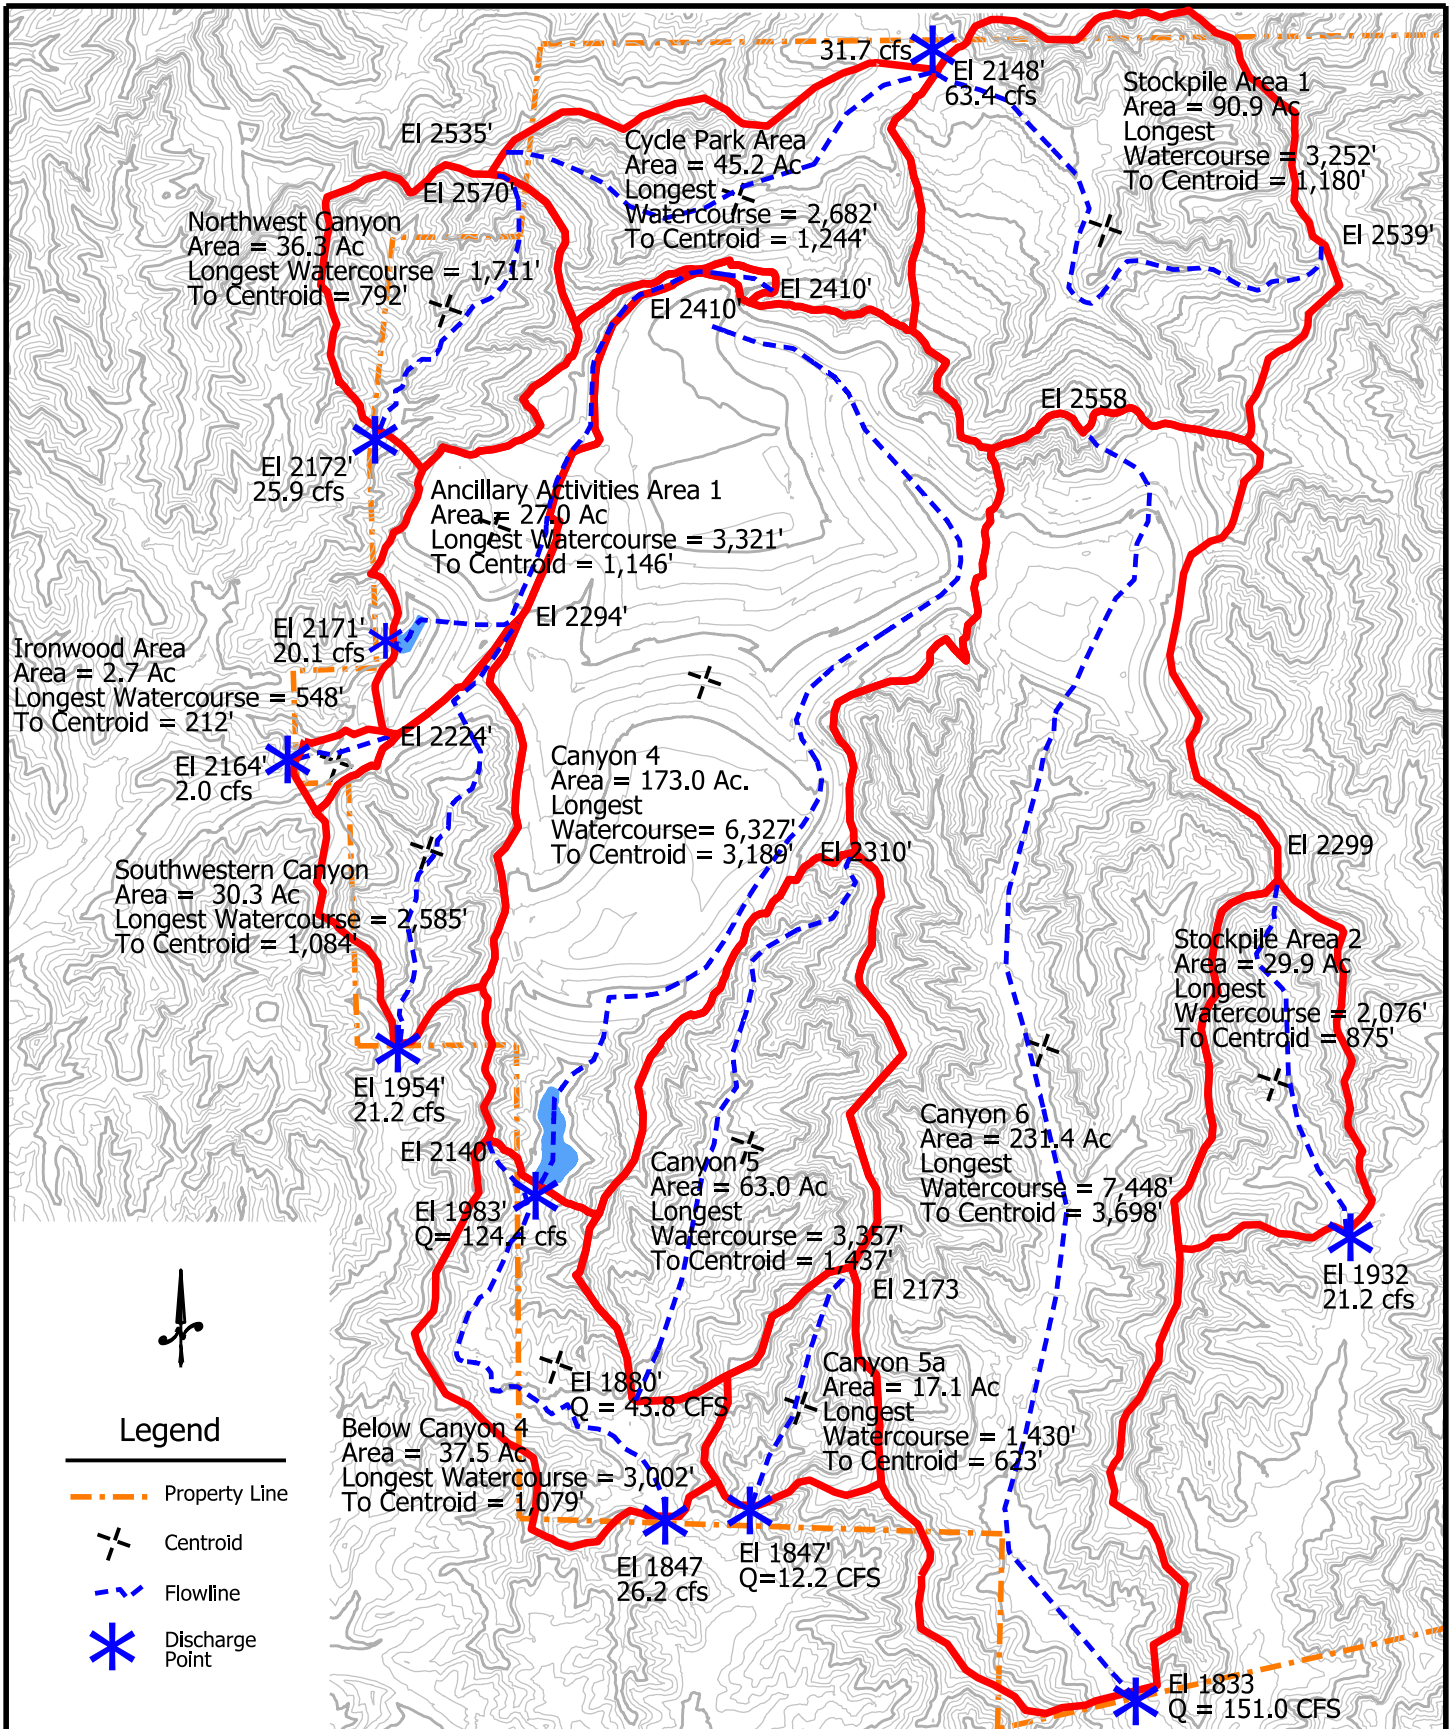 31.7 cfs
El 2148'
63.4 cfs
Stockpile Area 1
Area = 90.9 Ac
Longest
Watercourse = 3,252'
To Centroid = 1,180'
El 2535'
Cycle Park Area
Area = 45.2 Ac
Longest
Watercourse = 2,682'
To Centroid = 1,244'
El 2570'
Northwest Canyon
Area = 36.3 Ac
Longest Watercourse = 1,711'
To Centroid = 792'
El 2539'
El 2410'
El 2410'
El 2558
El 2172'
25.9 cfs
Ancillary Activities Area 1
Area = 27.0 Ac
Longest Watercourse = 3,321'
To Centroid = 1,146'
El 2294'
El 2171'
20.1 cfs
Ironwood Area
Area = 2.7 Ac
Longest Watercourse = 548'
To Centroid = 212'
El 2224'
El 2164'
2.0 cfs
Canyon 4
Area = 173.0 Ac.
Longest
Watercourse= 6,327'
To Centroid = 3,189'
El 2310'
El 2299
Southwestern Canyon
Area =  30.3 Ac
Longest Watercourse = 2,585'
To Centroid = 1,084'
Stockpile Area 2
Area = 29.9 Ac
Longest
Watercourse = 2,076'
To Centroid = 875'
El 1954'
21.2 cfs
El 2140
El 1983'
Q= 124.4 cfs
Canyon 5
Area = 63.0 Ac
Longest
Watercourse = 3,357'
To Centroid = 1,437'
Canyon 6
Area = 231.4 Ac
Longest
Watercourse = 7,448'
To Centroid = 3,698'
El 1932
21.2 cfs
El 2173
Canyon 5a
Area = 17.1 Ac
Longest
Watercourse = 1,430'
To Centroid = 623'
El 1880'
Q = 43.8 CFS
Below Canyon 4
Area =  37.5 Ac
Longest Watercourse = 3,002'
To Centroid = 1,079'
El 1847
26.2 cfs
El 1847'
Q=12.2 CFS
El 1833
Q = 151.0 CFS
Legend
Property Line
Centroid
Flowline
Discharge
Point